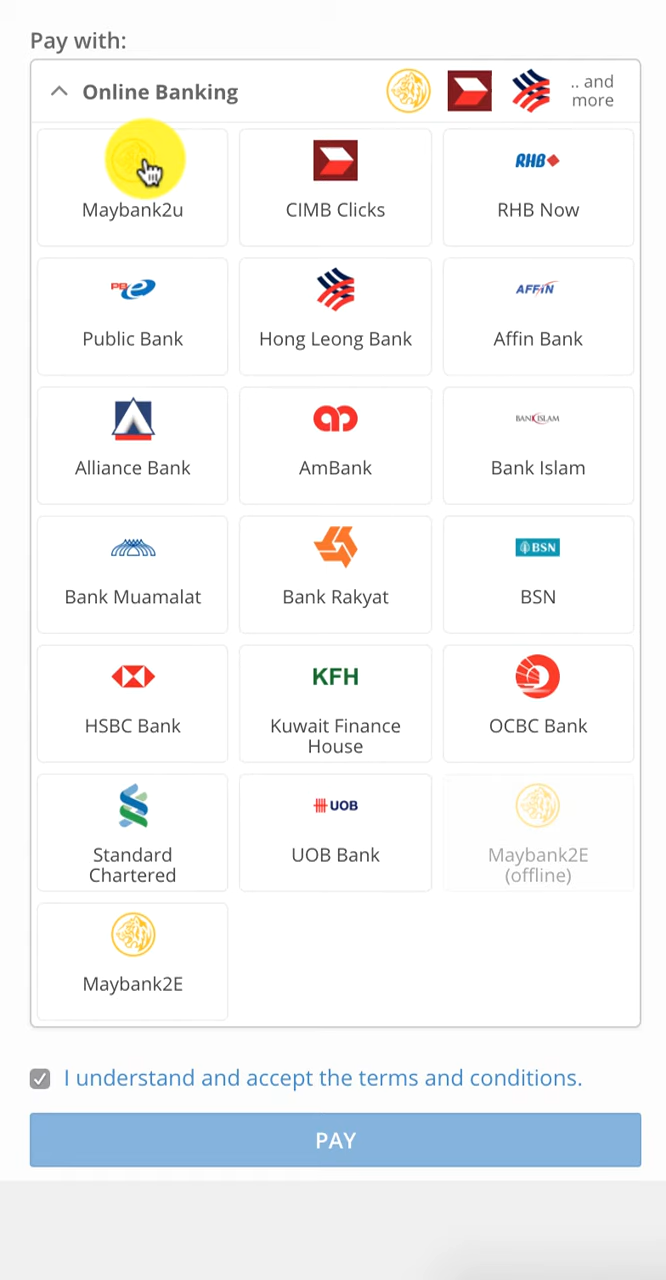 Pay with:
Online Banking
.. and
more
Maybank2u
CIMB Clicks
RHB
RHB Now
PB e
Public Bank
Hong Leong Bank
AFFIN
Affin Bank
Alliance Bank
AmBank
BANK ISLAM
Bank Islam
Bank Muamalat
Bank Rakyat
BSN
BSN
HSBC Bank
KFH
Kuwait Finance
House
OCBC Bank
Standard
Chartered
UOB
UOB Bank
Maybank2E
(offline)
Maybank2E
I understand and accept the terms and conditions.
PAY